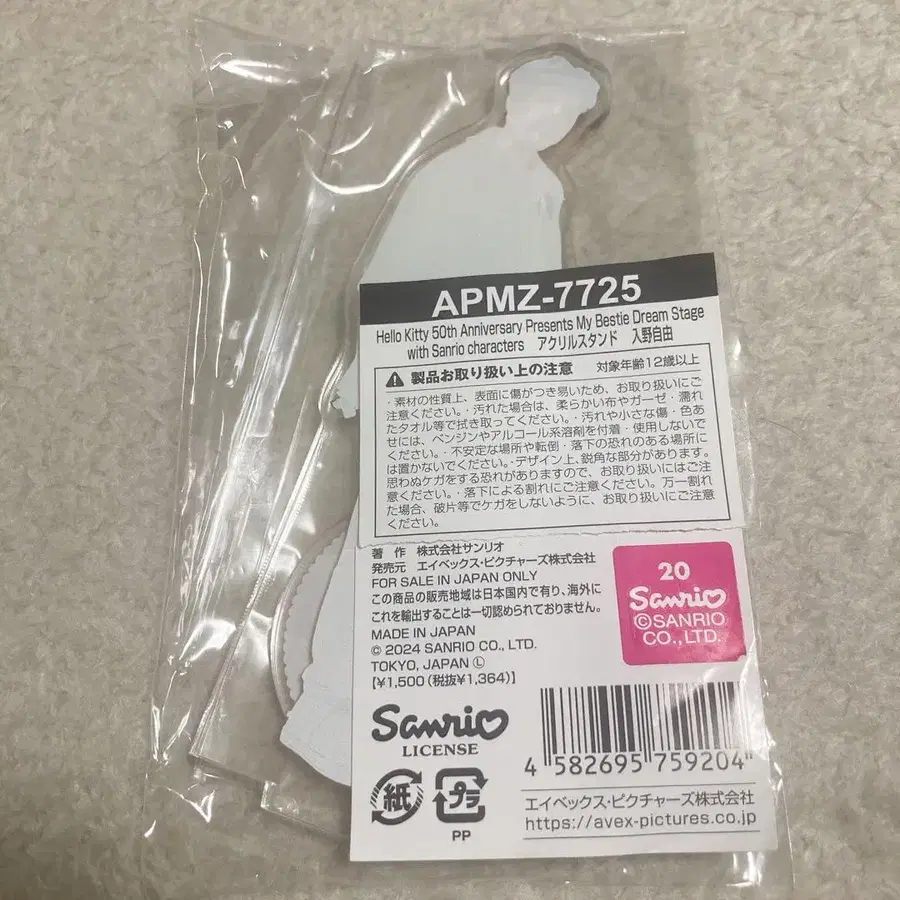 APMZ-7725
Hello Kitty 50th Anniversary Presents My Bestie Dream Stage
with Sanrio characters　アクリルスタンド　入野自由
製品お取り扱い上の注意　対象年齢12歳以上
・素材の性質上、表面に傷がつき易いため、お取り扱いにご
注意ください。・汚れた場合は、柔らかい布やガーゼ・濡れ
たタオル等で拭き取ってください。・汚れや小さな傷・色あ
せには、ベンジンやアルコール系溶剤を付着・使用しないで
ください。・不安定な場所や転倒・落下の恐れのある場所に
は置かないでください。・デザイン上、鋭角な部分があります。
思わぬケガをする恐れがありますので、お取り扱いにはご注意
ください。・落下による割れにご注意ください。万一割れ
た場合、破片等でケガをしないように、お取り扱いにご注意
ください。
著 作　株式会社サンリオ
発売元　エイベックス・ピクチャーズ株式会社
FOR SALE IN JAPAN ONLY
この商品の販売地域は日本国内で有り、海外に
これを輸出することは一切認められておりません。
MADE IN JAPAN
© 2024 SANRIO CO., LTD.
TOKYO, JAPAN Ⓛ
【¥1,500（税抜¥1,364）】
20
Sanrio
©SANRIO
CO., LTD.
Sanrio
LICENSE
紙
プラ
PP
4 582695 759204
エイベックス・ピクチャーズ株式会社
https://avex-pictures.co.jp